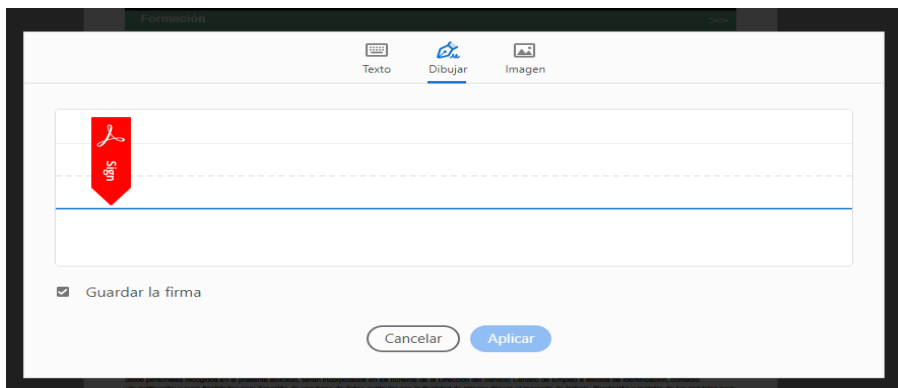 Formación >>>
Texto Dibujar Imagen
Sign
Guardar la firma
Cancelar Aplicar